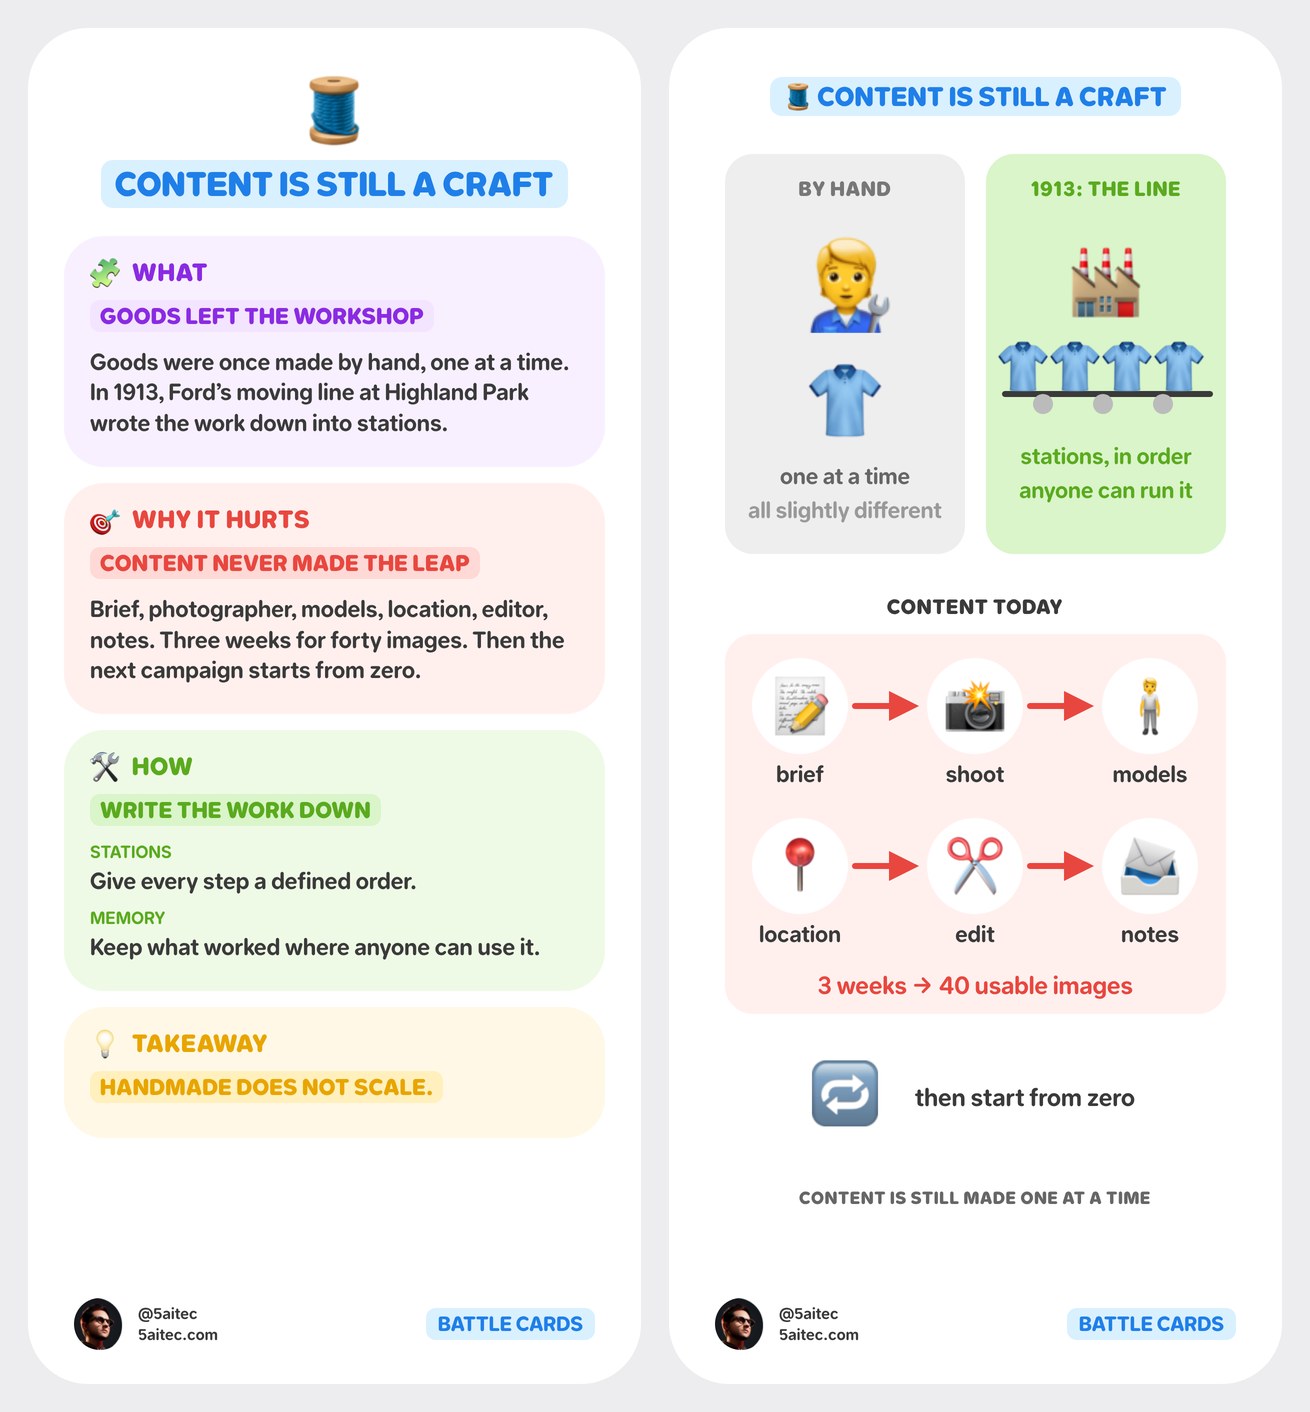 CONTENT IS STILL A CRAFT
WHAT
GOODS LEFT THE WORKSHOP
Goods were once made by hand, one at a time.
In 1913, Ford’s moving line at Highland Park
wrote the work down into stations.
WHY IT HURTS
CONTENT NEVER MADE THE LEAP
Brief, photographer, models, location, editor,
notes. Three weeks for forty images. Then the
next campaign starts from zero.
HOW
WRITE THE WORK DOWN
STATIONS
Give every step a defined order.
MEMORY
Keep what worked where anyone can use it.
TAKEAWAY
HANDMADE DOES NOT SCALE.
@5aitec
5aitec.com
BATTLE CARDS
CONTENT IS STILL A CRAFT
BY HAND
one at a time
all slightly different
1913: THE LINE
stations, in order
anyone can run it
CONTENT TODAY
brief
shoot
models
location
edit
notes
3 weeks → 40 usable images
then start from zero
CONTENT IS STILL MADE ONE AT A TIME
@5aitec
5aitec.com
BATTLE CARDS